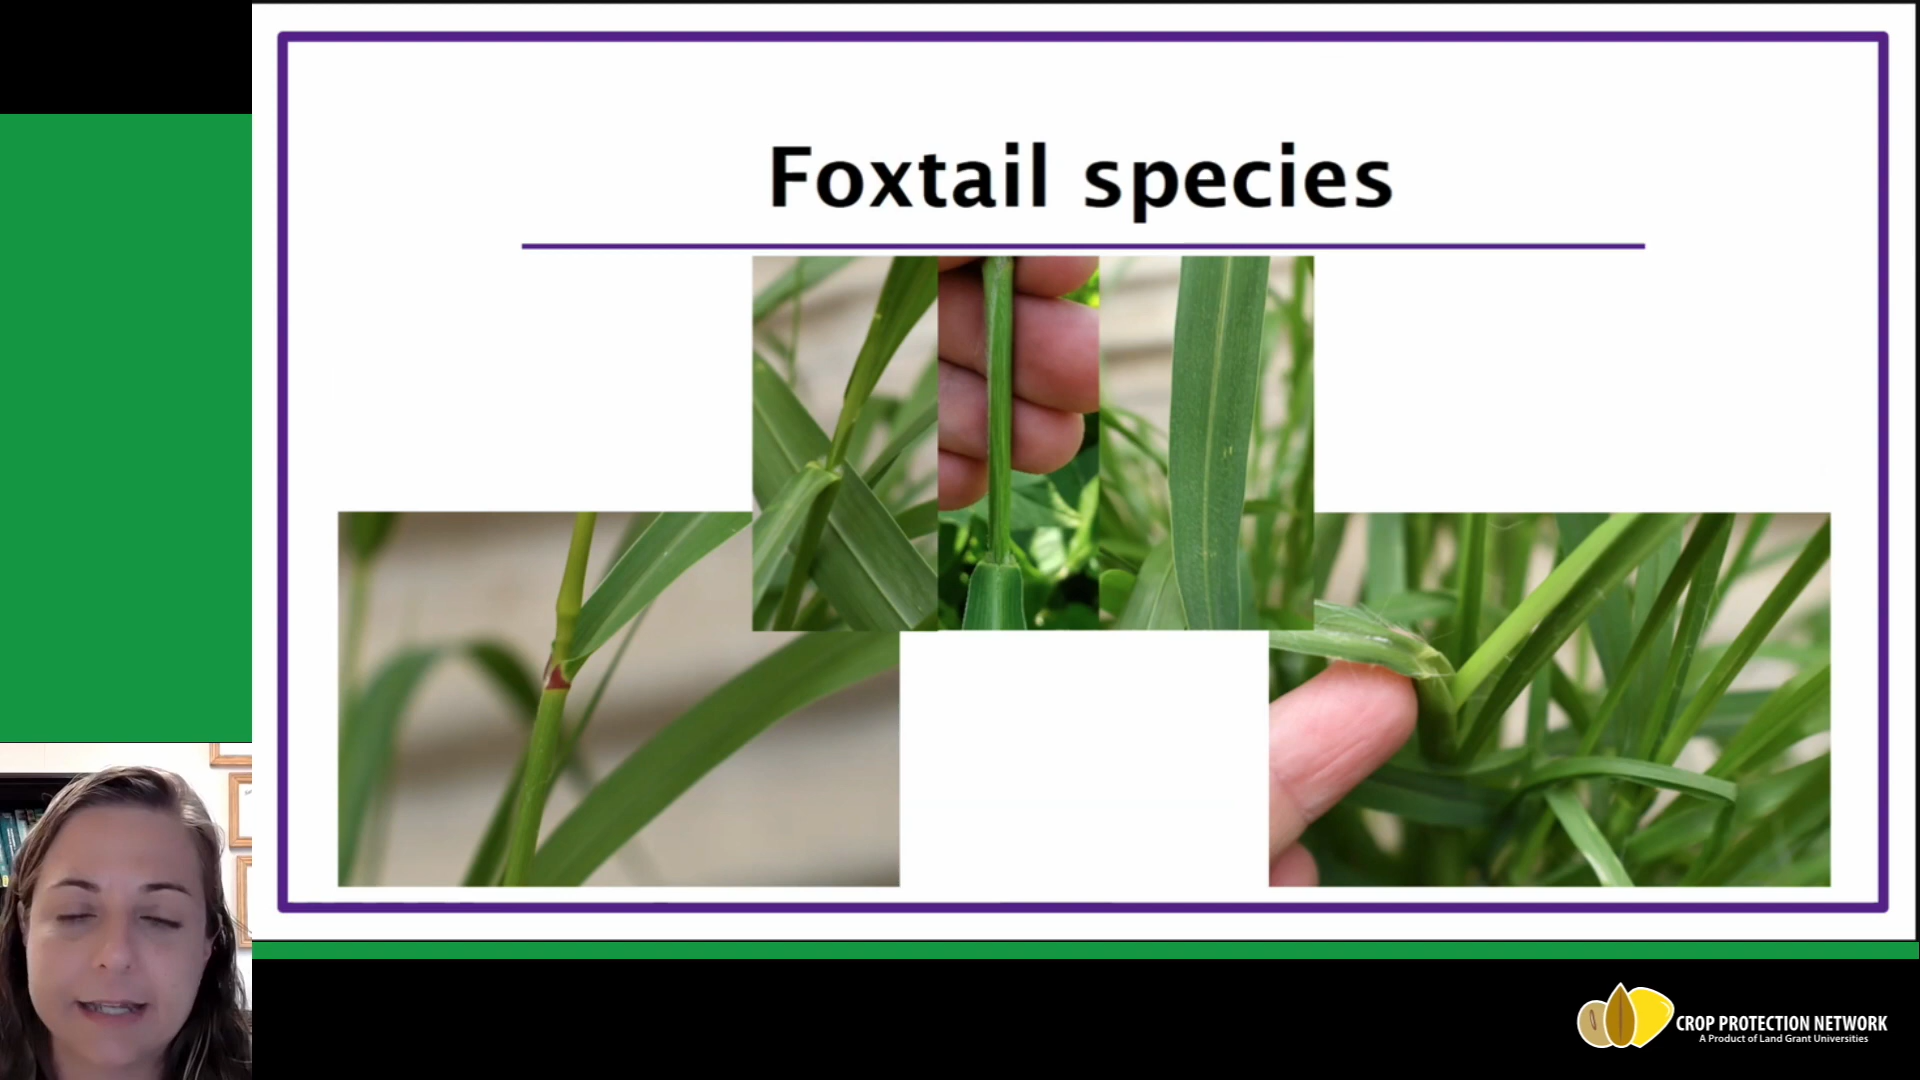 Foxtail species
CROP PROTECTION NETWORK
A Product of Land Grant Universities